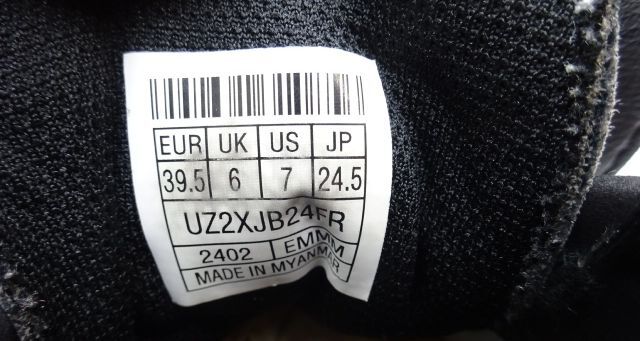 EUR UK US JP
39.5 6 7 24.5
UZ2XJB24FR
2402 EMMM
MADE IN MYANMAR